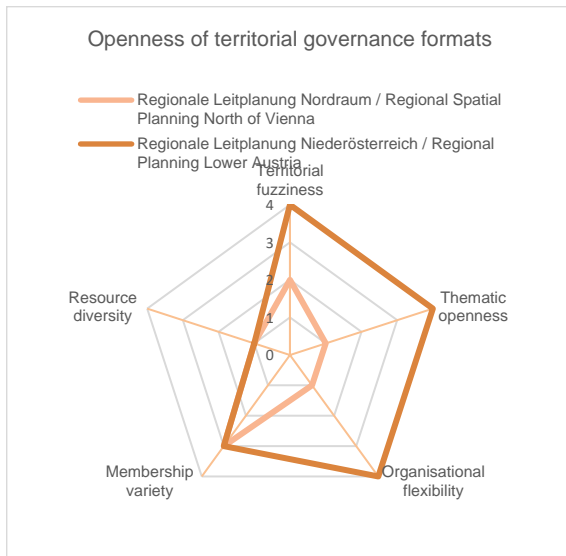 Openness of territorial governance formats
Regionale Leitplanung Nordraum / Regional Spatial
Planning North of Vienna
Regionale Leitplanung Niederösterreich / Regional
Planning Lower Austria
Territorial
fuzziness
4
3
2
1
0
Resource
diversity
Thematic
openness
Membership
variety
Organisational
flexibility